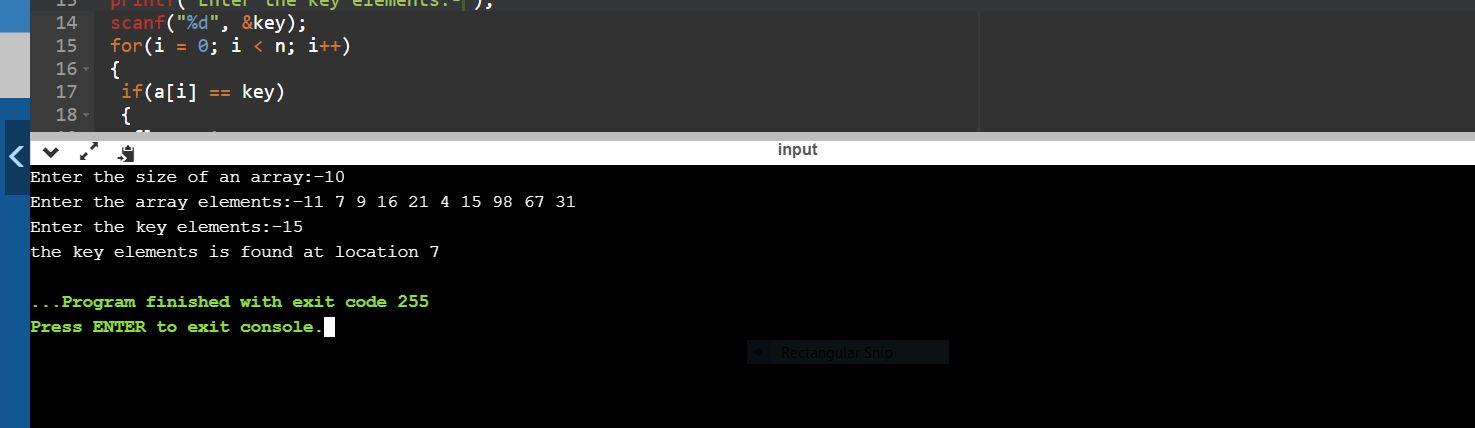 13 printf("Enter the key elements:-");
14 scanf("%d", &key);
15 for(i = 0; i < n; i++)
16 {
17 if(a[i] == key)
18 {
input
Enter the size of an array:-10
Enter the array elements:-11 7 9 16 21 4 15 98 67 31
Enter the key elements:-15
the key elements is found at location 7
...Program finished with exit code 255
Press ENTER to exit console.
Rectangular Snip